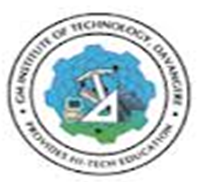 GM INSTITUTE OF TECHNOLOGY, DAVANGERE
PROVIDES HI-TECH EDUCATION